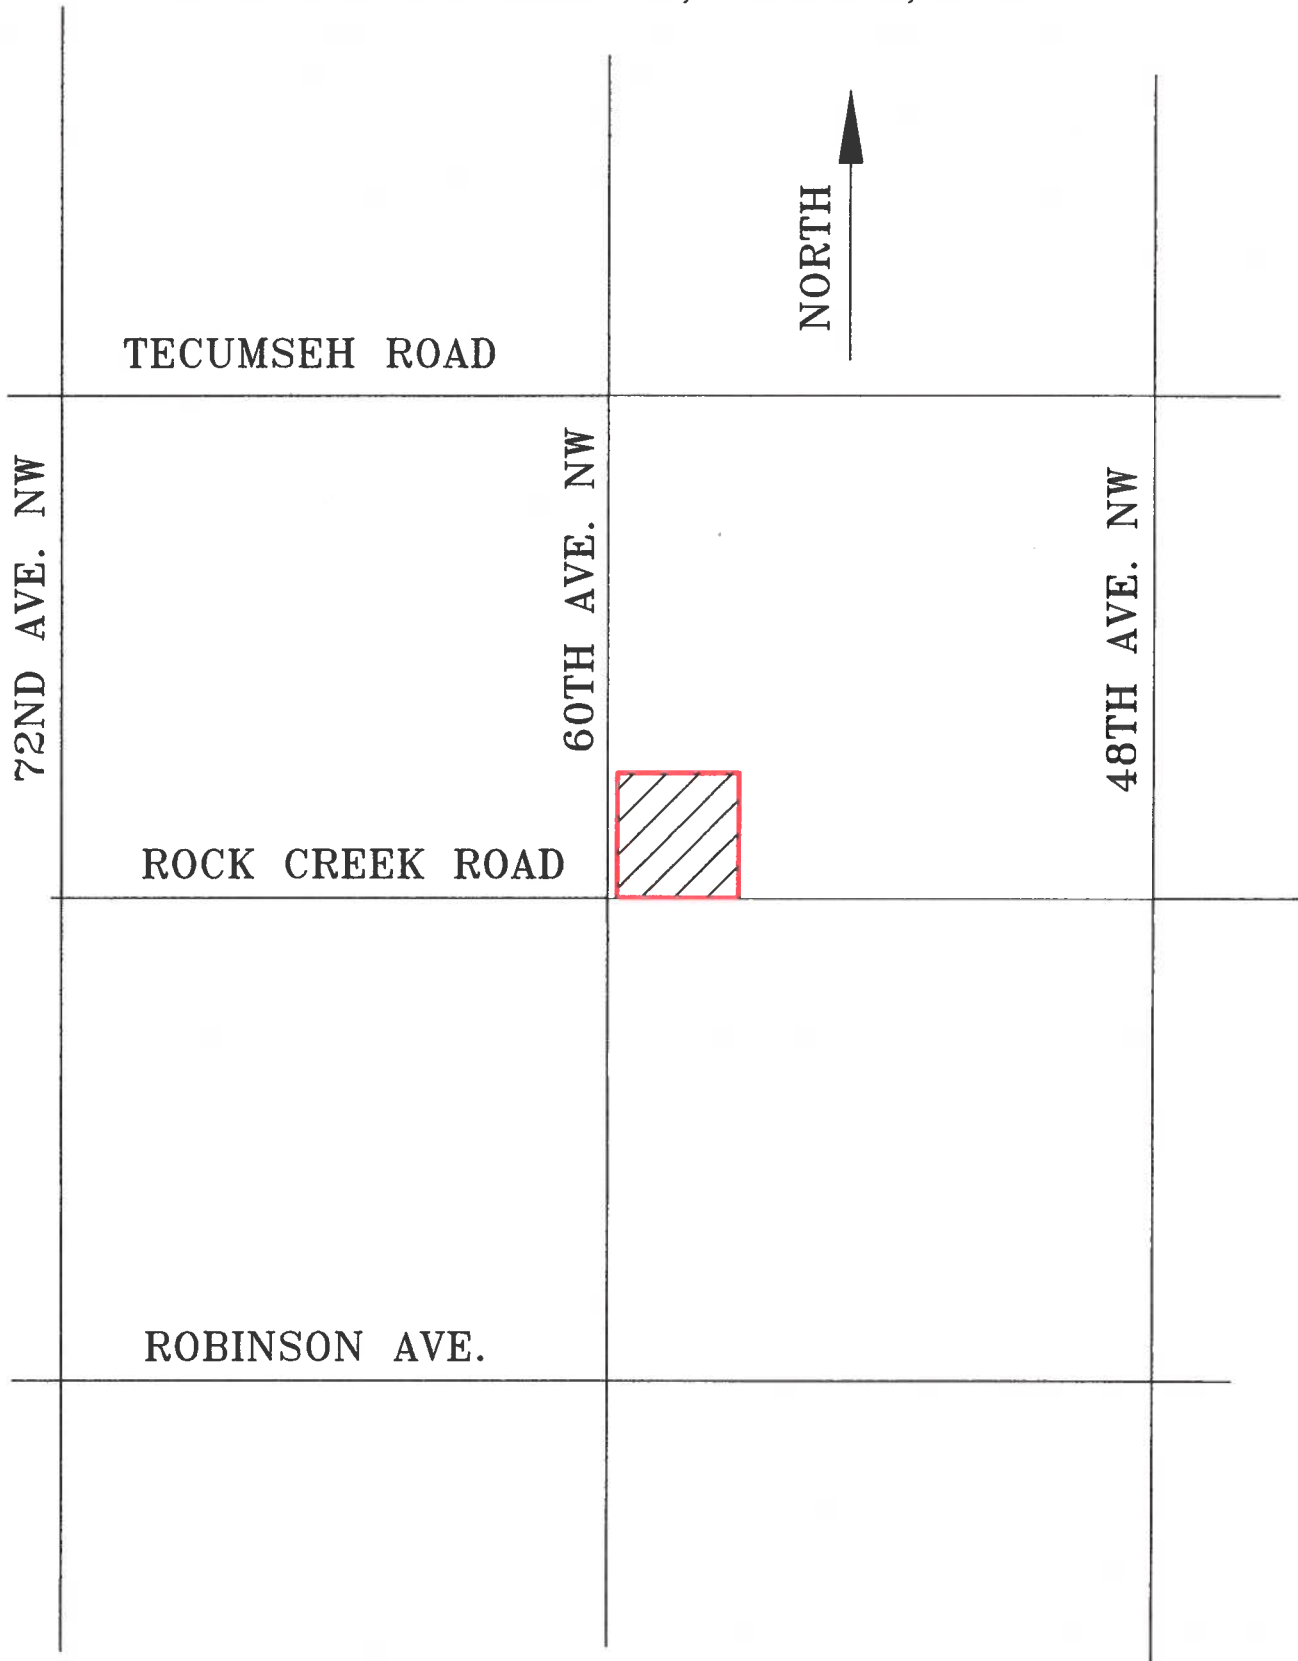 NORTH
TECUMSEH ROAD
72ND AVE. NW
60TH AVE. NW
48TH AVE. NW
ROCK CREEK ROAD
ROBINSON AVE.